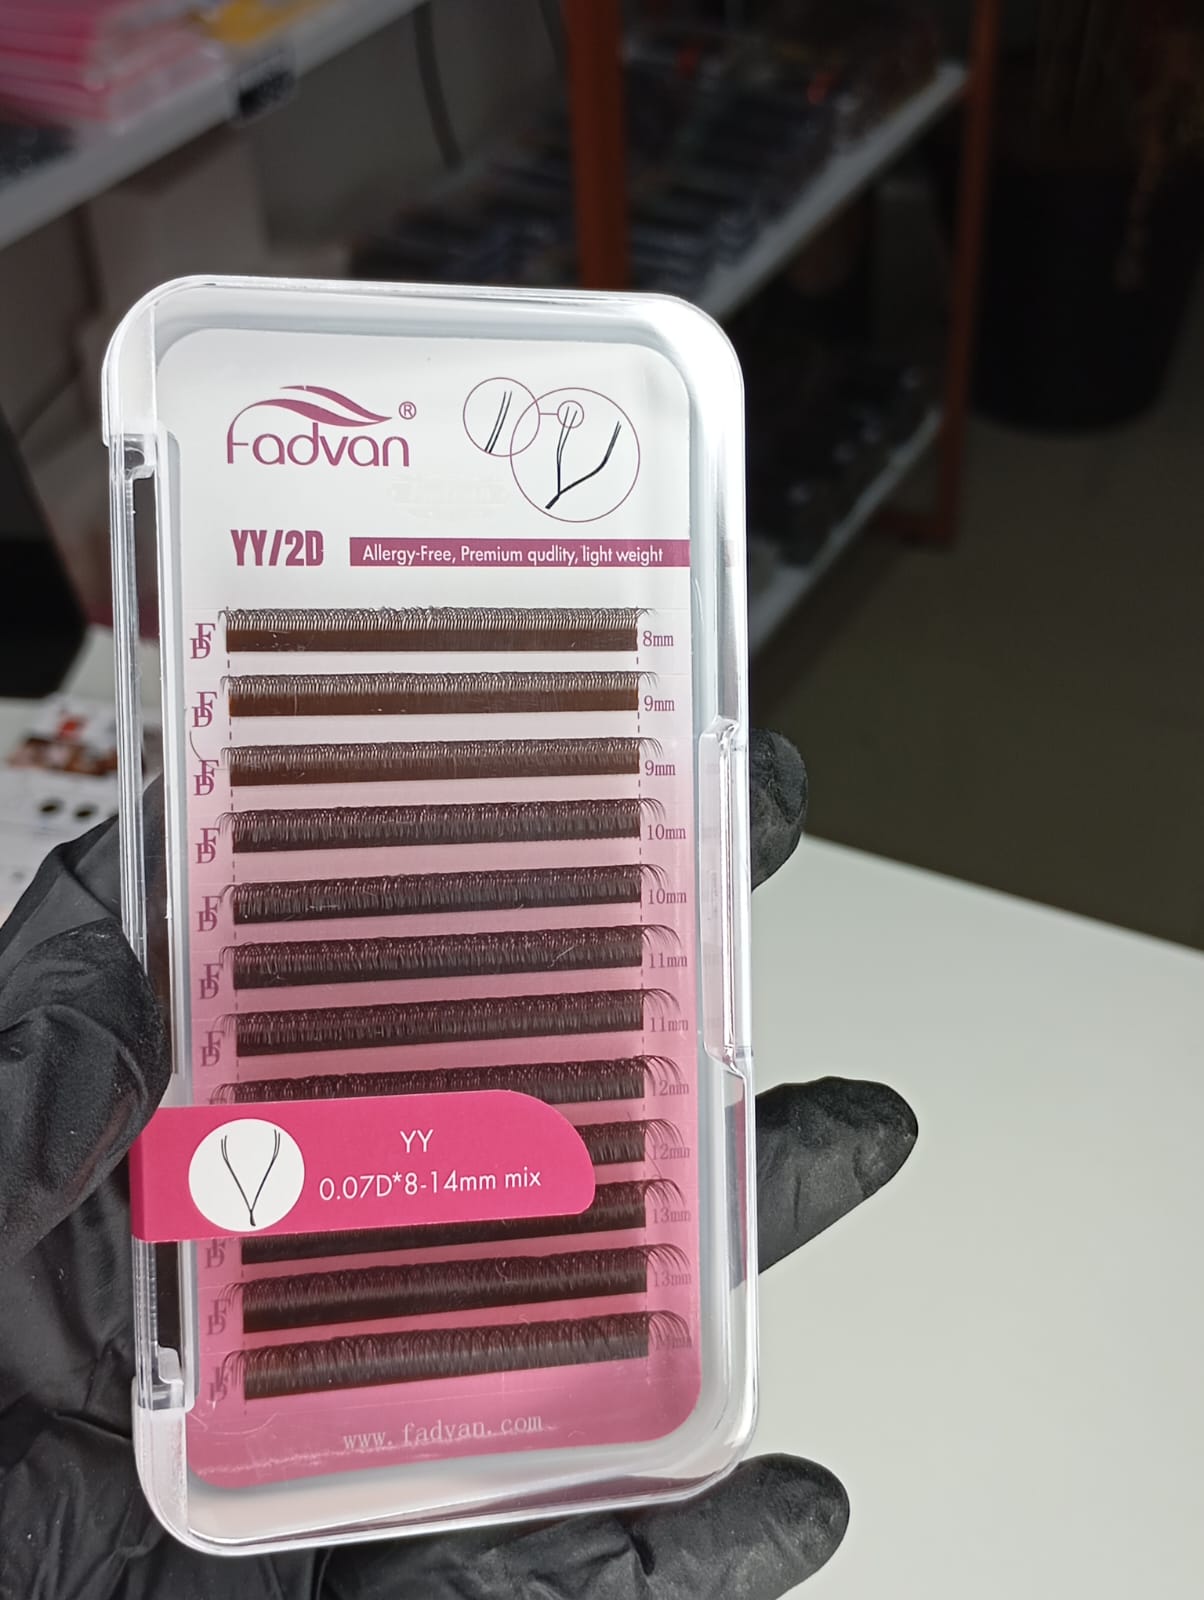 Fadvan®
YY/2D
Allergy-Free, Premium qudlity, light weight
8mm
9mm
9mm
10mm
10mm
11mm
11mm
12mm
12mm
YY
0.07D*8-14mm mix
13mm
13mm
www.fadvan.com